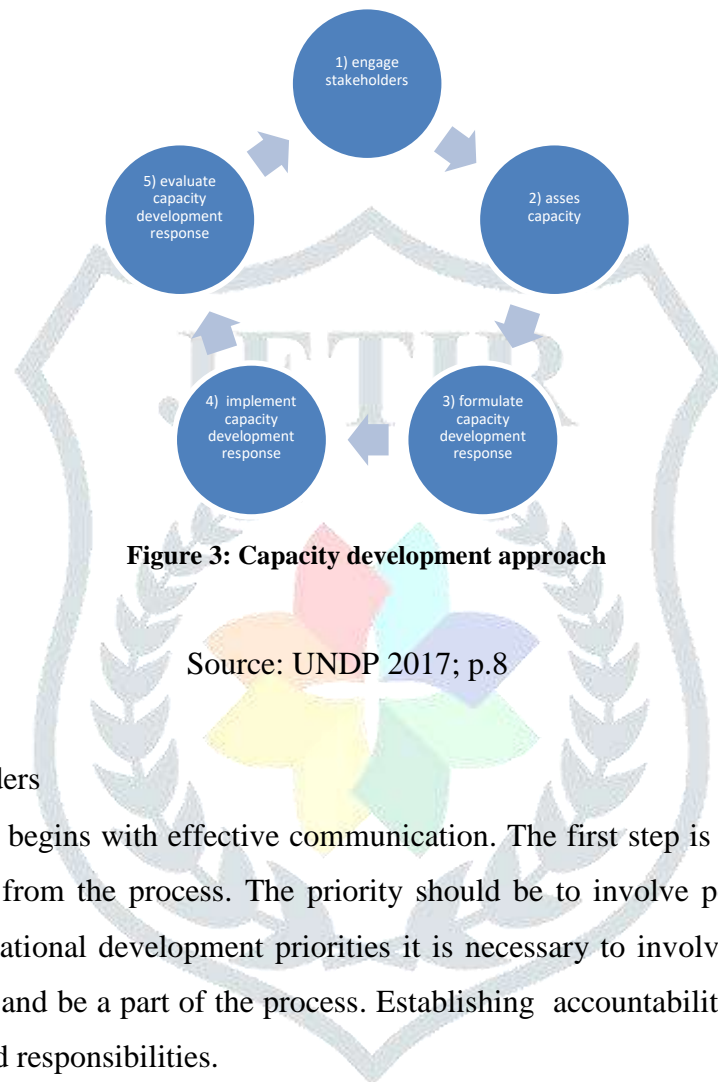 1) engage
stakeholders
2) asses
capacity
3) formulate
capacity
development
response
4) implement
capacity
development
response
5) evaluate
capacity
development
response
JETIR
Figure 3: Capacity development approach
Source: UNDP 2017; p.8
ders
begins with effective communication. The first step is
from the process. The priority should be to involve p
ational development priorities it is necessary to involv
and be a part of the process. Establishing accountabilit
d responsibilities.